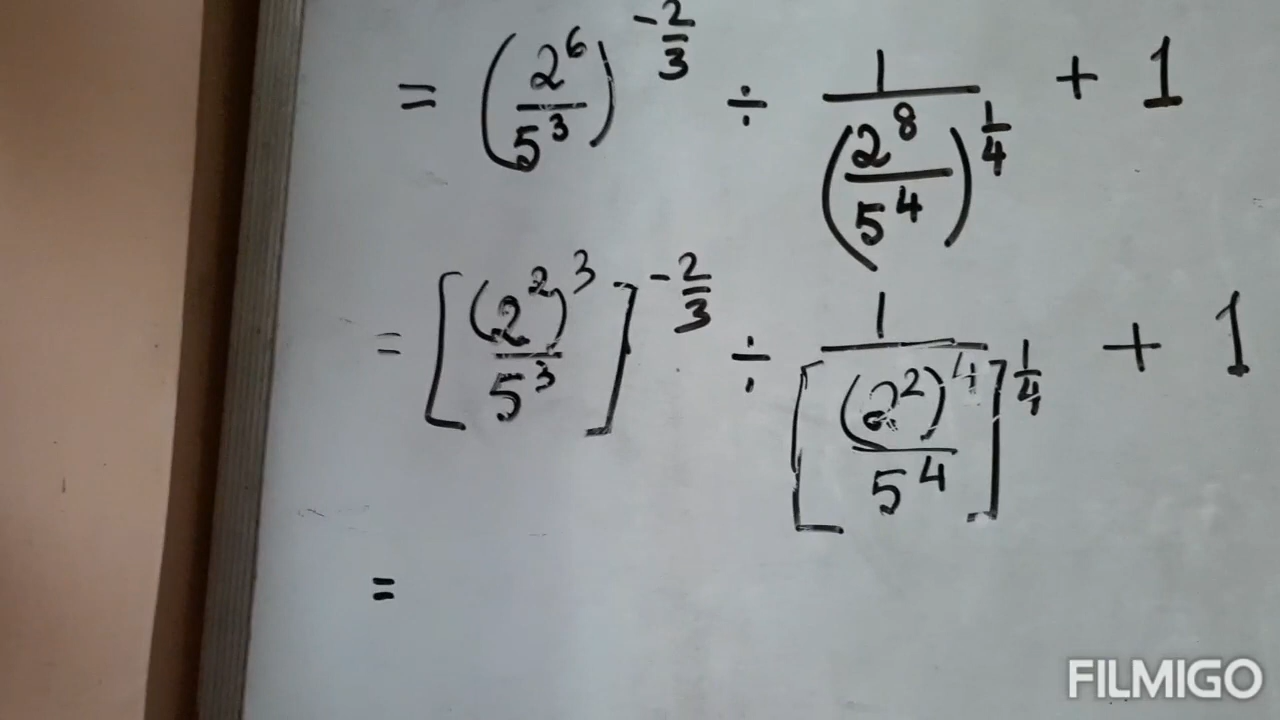 = (2^6/5^3)^(-2/3) ÷ 1/(2^8/5^4)^(1/4) + 1
= [(2^2)^3/5^3]^(-2/3) ÷ 1/[(2^2)^4/5^4]^(1/4) + 1
=
FILMIGO